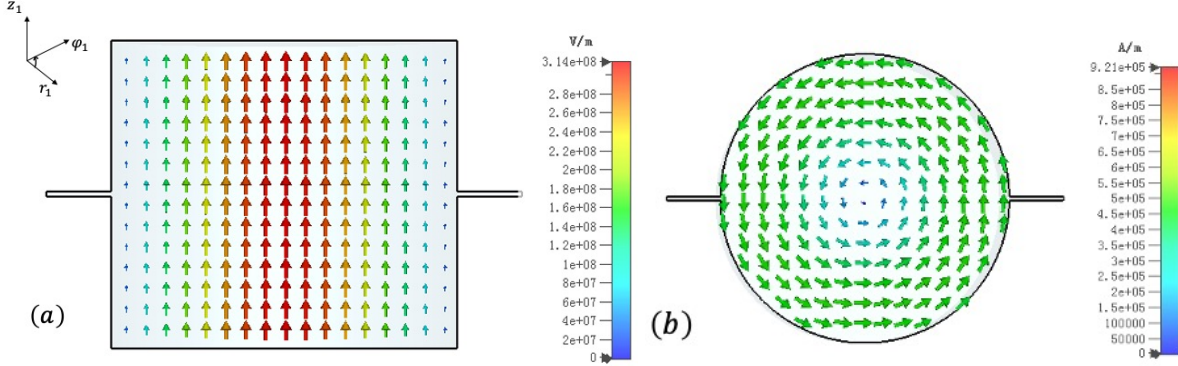 z₁
φ₁
r₁
(a)
V/m
3.14e+08
2.8e+08
2.6e+08
2.4e+08
2.2e+08
2e+08
1.8e+08
1.6e+08
1.4e+08
1.2e+08
1e+08
8e+07
6e+07
4e+07
2e+07
0
(b)
A/m
9.21e+05
8.5e+05
8e+05
7.5e+05
7e+05
6.5e+05
6e+05
5.5e+05
5e+05
4.5e+05
4e+05
3.5e+05
3e+05
2.5e+05
2e+05
1.5e+05
100000
50000
0